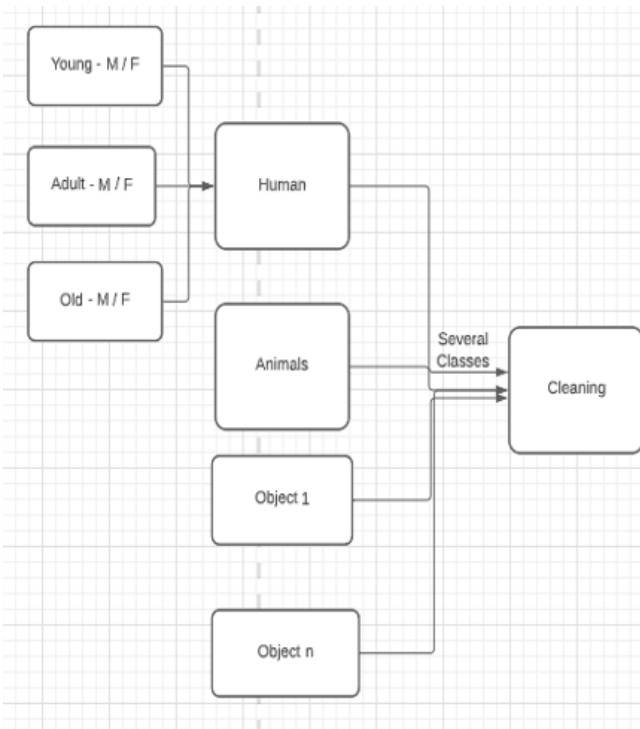 Young - M / F
Adult - M / F
Old - M / F
Human
Animals
Object 1
Object n
Several
Classes
Cleaning